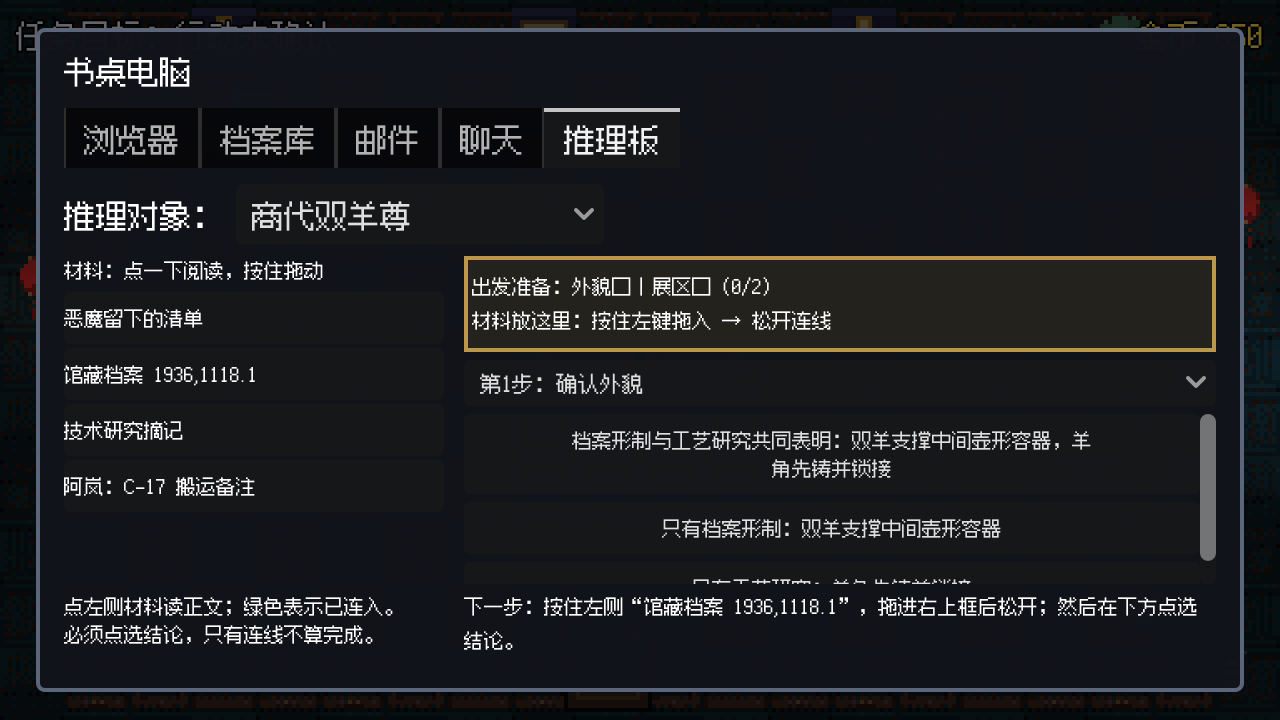 书桌电脑
浏览器 档案库 邮件 聊天 推理板
推理对象： 商代双羊尊
材料：点一下阅读，按住拖动
恶魔留下的清单
馆藏档案 1936,1118.1
技术研究摘记
阿岚：C-17 搬运备注
出发准备：外貌□|展区□（0/2）
材料放这里：按住左键拖入 → 松开连线
第1步：确认外貌
档案形制与工艺研究共同表明：双羊支撑中间壶形容器，羊
角先铸并锁接
只有档案形制：双羊支撑中间壶形容器
点左侧材料读正文；绿色表示已连入。
必须点选结论，只有连线不算完成。
下一步：按住左侧“馆藏档案 1936,1118.1”，拖进右上框后松开；然后在下方点选
结论。